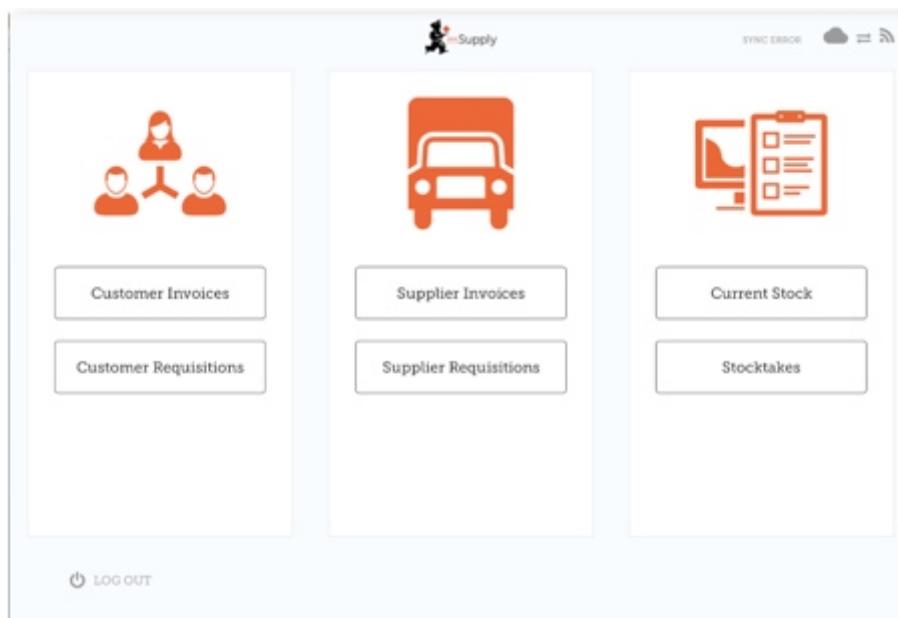 mSupply
SYNC ERROR
Customer Invoices
Customer Requisitions
Supplier Invoices
Supplier Requisitions
Current Stock
Stocktakes
LOG OUT